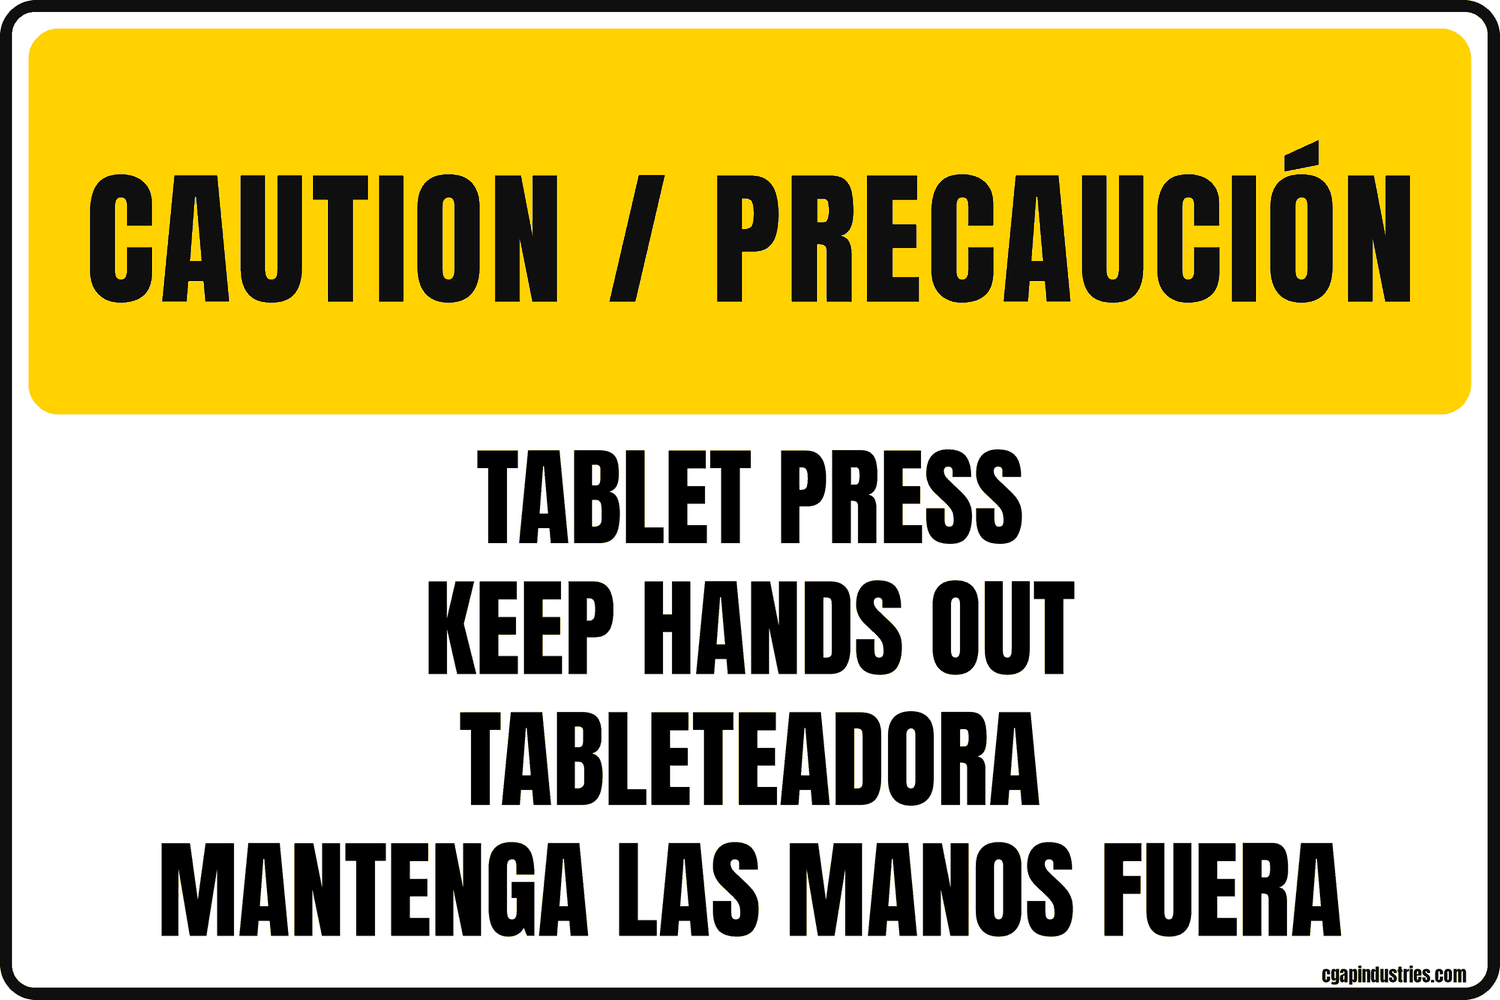 CAUTION / PRECAUCIÓN
TABLET PRESS
KEEP HANDS OUT
TABLETEADORA
MANTENGA LAS MANOS FUERA
cgapindustries.com